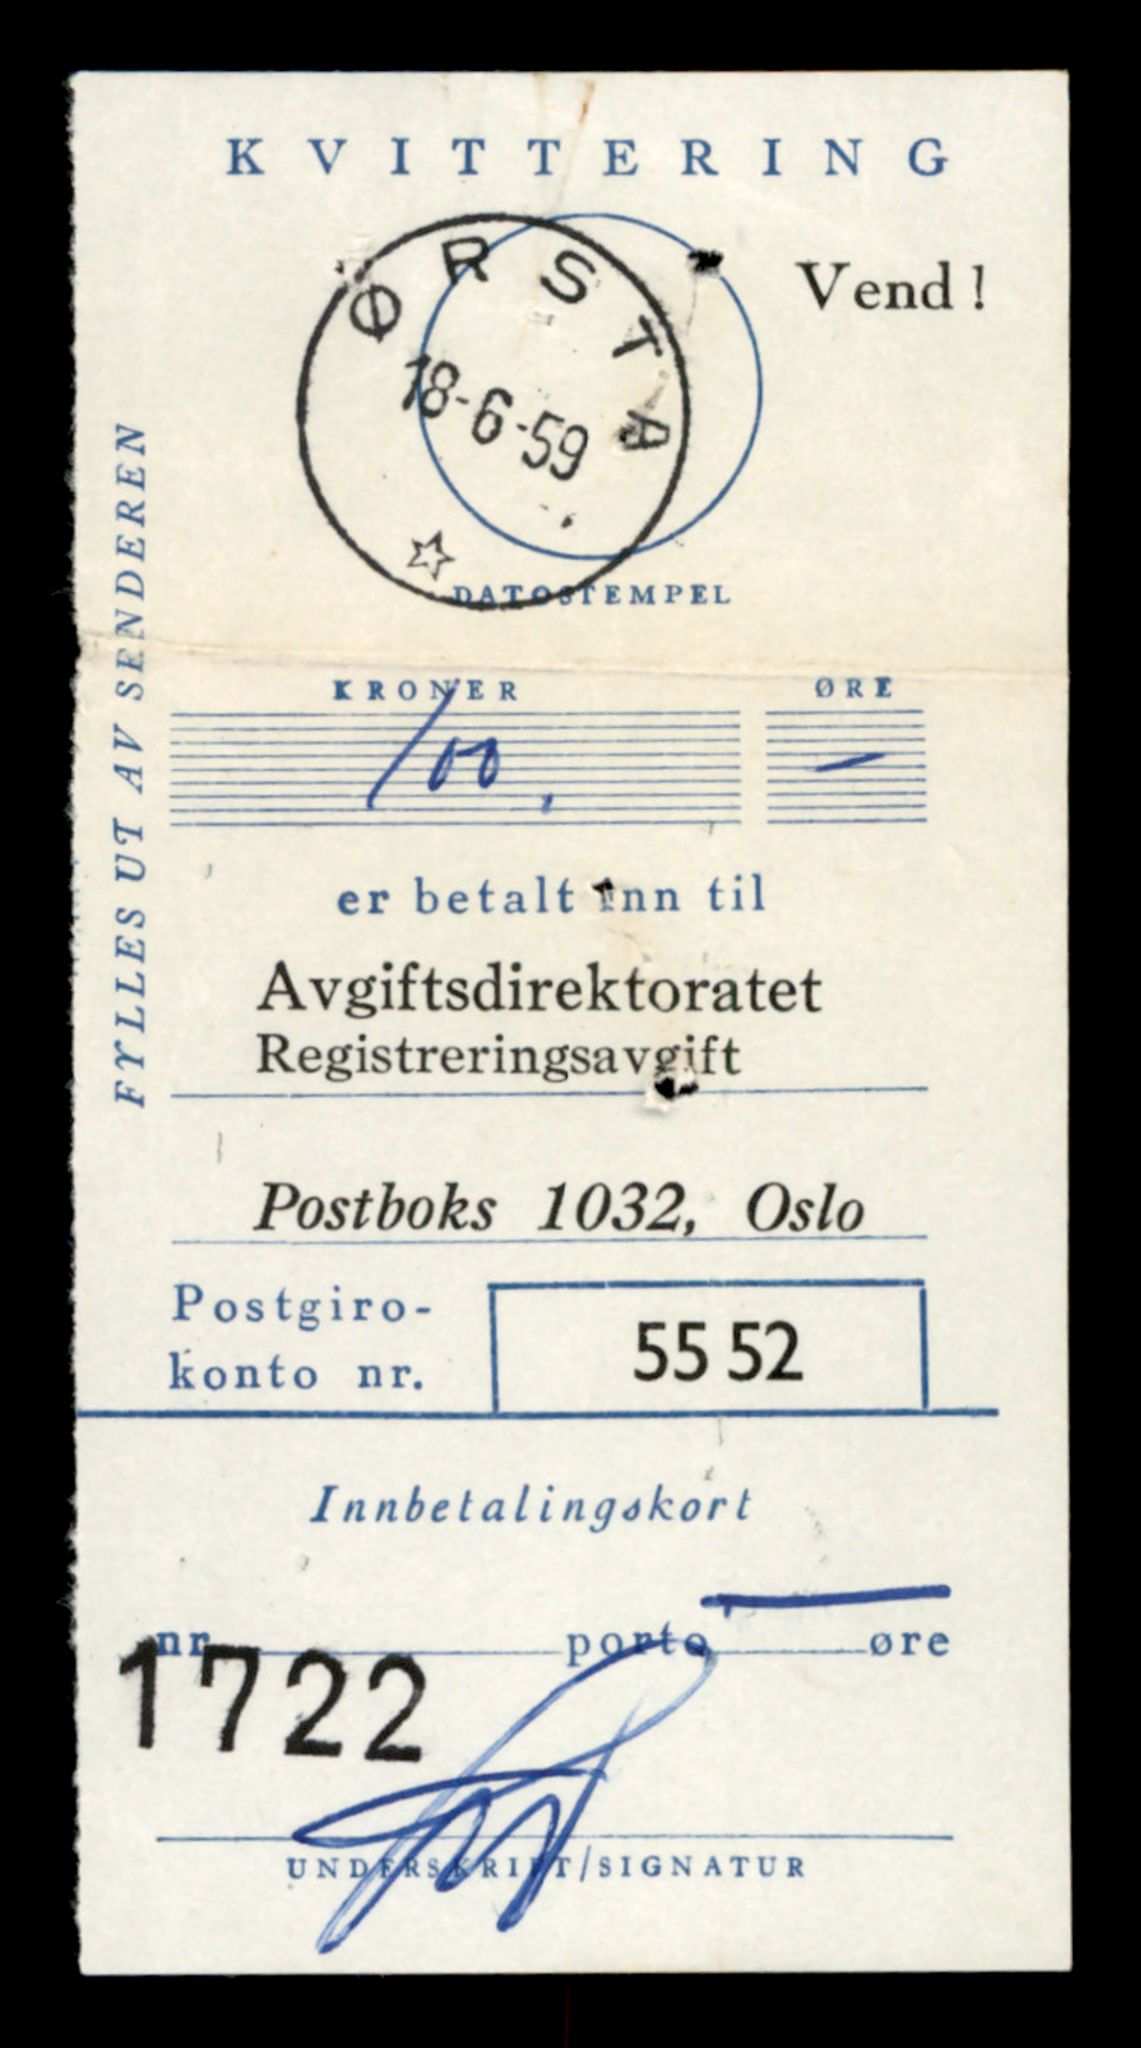 KVITTERING
Vend!
ØRSTA
18-6-59
DATOSTEMPEL
FYLLES UT AV SENDEREN
KRONER ØRE
100, —
er betalt inn til
Avgiftsdirektoratet
Registreringsavgift
Postboks 1032, Oslo
Postgiro-
konto nr.
55 52
Innbetalingskort
nr. porto — øre
1722
UNDERSKRIFT/SIGNATUR